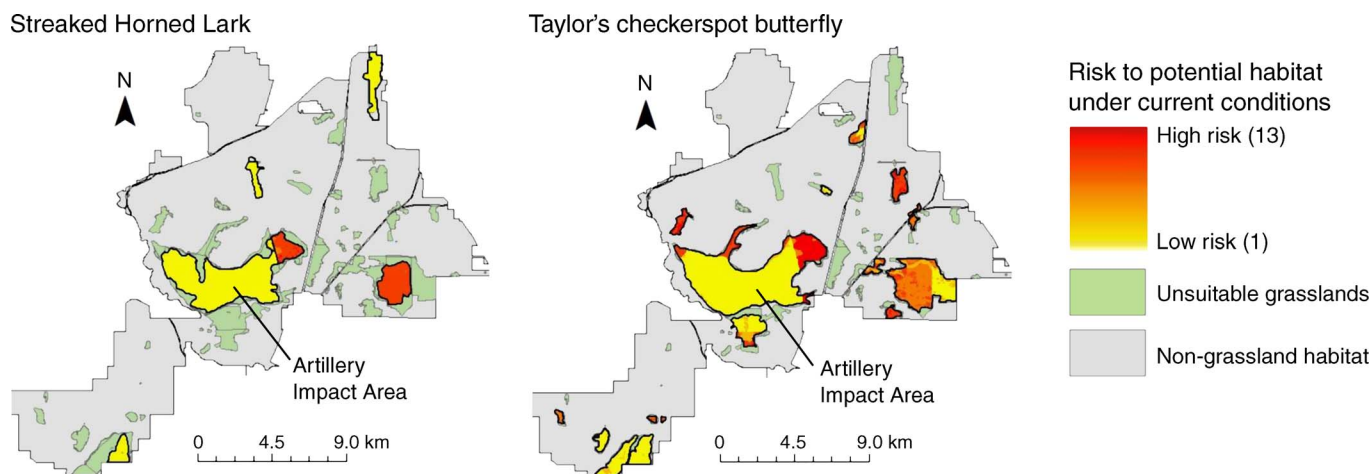 Streaked Horned Lark
N
Artillery
Impact Area
0 4.5 9.0 km
Taylor’s checkerspot butterfly
N
Artillery
Impact Area
0 4.5 9.0 km
Risk to potential habitat
under current conditions
High risk (13)
Low risk (1)
Unsuitable grasslands
Non-grassland habitat